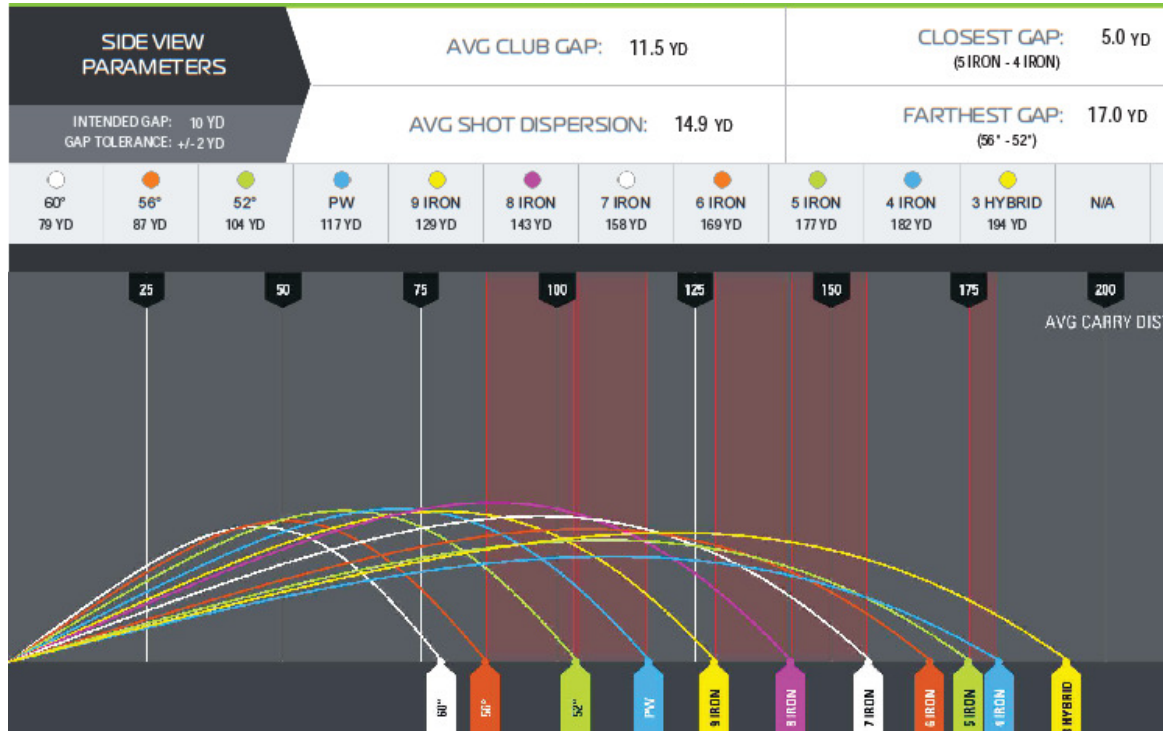 SIDE VIEW
PARAMETERS
AVG CLUB GAP: 11.5 YD
CLOSEST GAP: 5.0 YD
(5 IRON - 4 IRON)
INTENDED GAP: 10 YD
GAP TOLERANCE: +/- 2 YD
AVG SHOT DISPERSION: 14.9 YD
FARTHEST GAP: 17.0 YD
(56° - 52°)
60° 56° 52° PW 9 IRON 8 IRON 7 IRON 6 IRON 5 IRON 4 IRON 3 HYBRID N/A
79 YD 87 YD 104 YD 117 YD 129 YD 143 YD 158 YD 169 YD 177 YD 182 YD 194 YD
25 50 75 100 125 150 175 200
AVG CARRY DIS
60° 56° 52° PW 9 IRON 8 IRON 7 IRON 6 IRON 5 IRON 4 IRON 3 HYBRID